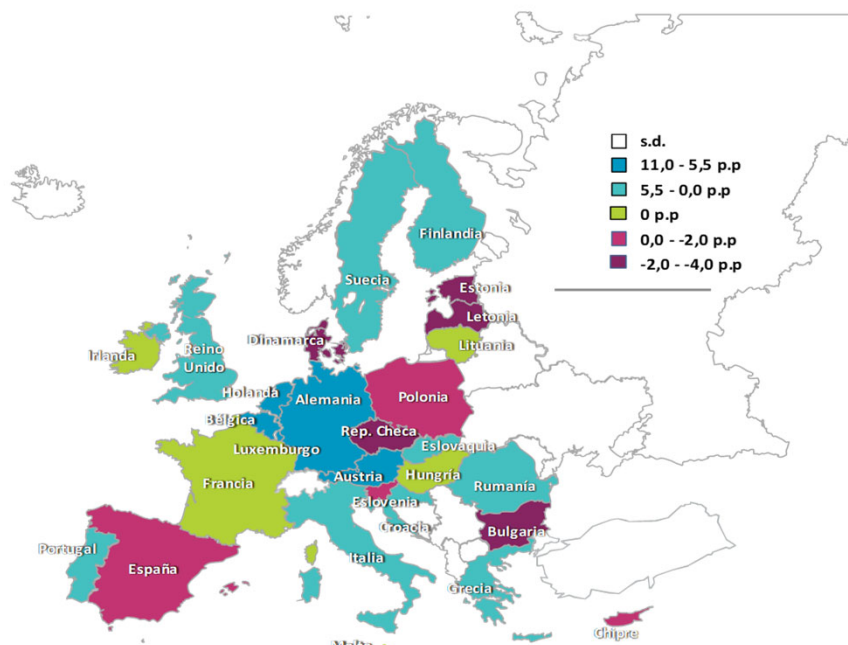 s.d.
11,0 - 5,5 p.p
5,5 - 0,0 p.p
0 p.p
0,0 - -2,0 p.p
-2,0 - -4,0 p.p
Finlandia
Suecia
Estonia
Letonia
Lituania
Dinamarca
Irlanda
Reino
Unido
Holanda
Alemania
Polonia
Bélgica
Rep. Checa
Luxemburgo
Eslovaquia
Austria
Hungría
Francia
Rumanía
Eslovenia
Croacia
Bulgaria
Portugal
España
Italia
Grecia
Chipre